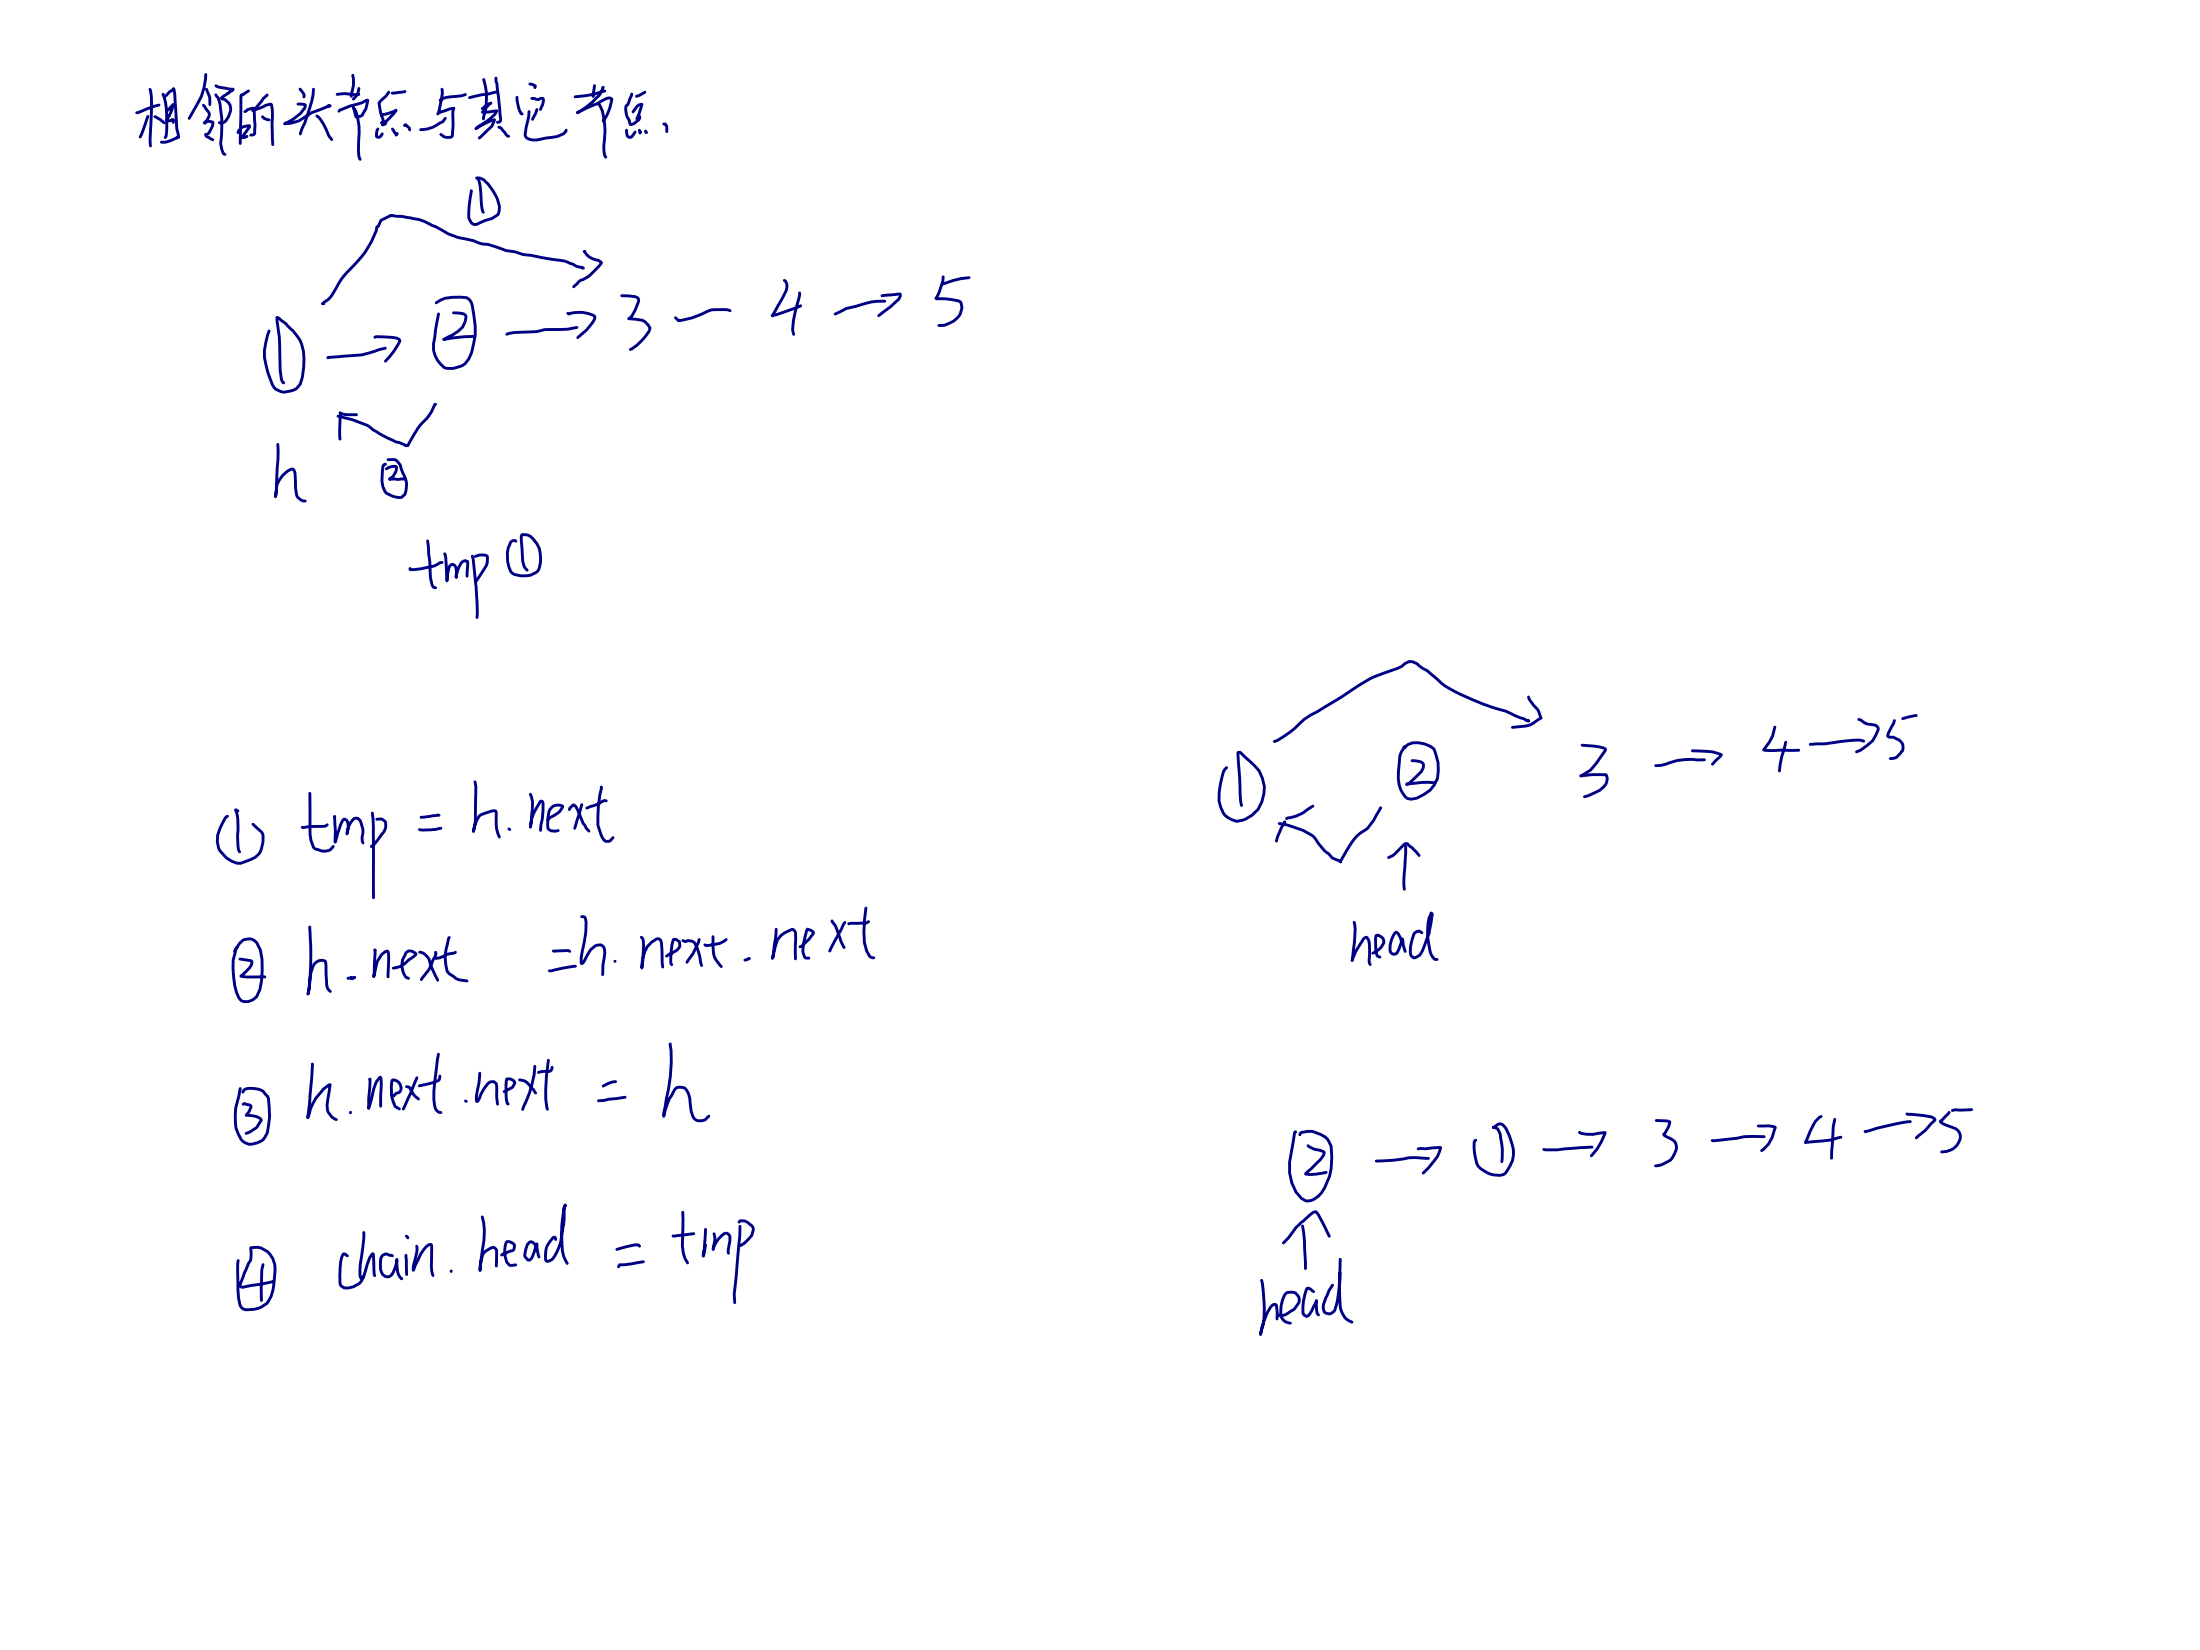 相邻的头节点与其它节点.
①
① → ② → 3 — 4 → 5
h ②
tmp ①
① ② 3 → 4 → 5
head
① tmp = h.next
② h.next = h.next.next
③ h.next.next = h
④ chain.head = tmp
② → ① → 3 → 4 → 5
head